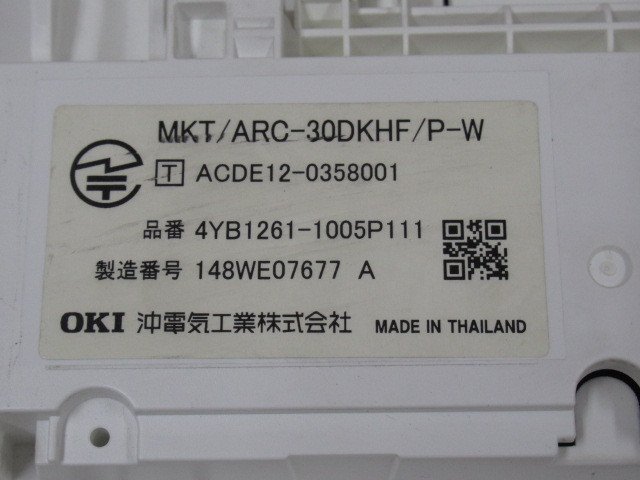 MKT/ARC-30DKHF/P-W
T ACDE12-0358001
品番 4YB1261-1005P111
製造番号 148WE07677 A
OKI 沖電気工業株式会社 MADE IN THAILAND